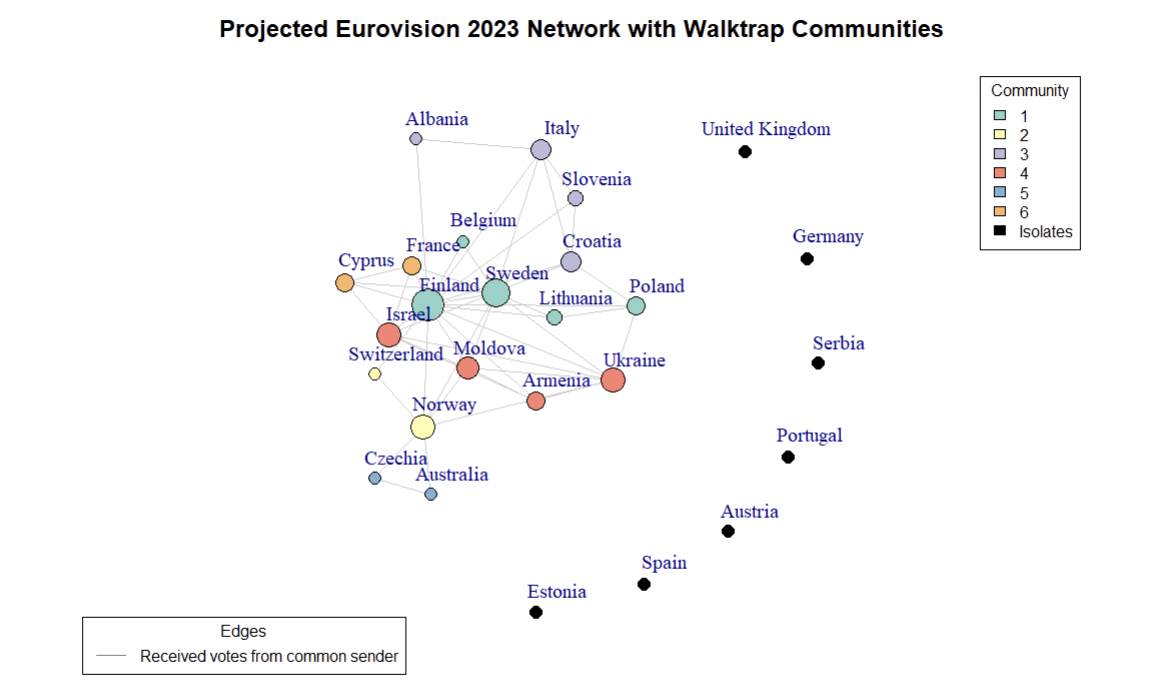 Projected Eurovision 2023 Network with Walktrap Communities
Community
1
2
3
4
5
6
Isolates
Albania
Italy
United Kingdom
Slovenia
Belgium
Germany
France
Croatia
Cyprus
Sweden
Finland
Lithuania
Poland
Israel
Serbia
Switzerland
Moldova
Ukraine
Armenia
Norway
Portugal
Czechia
Australia
Austria
Spain
Estonia
Edges
Received votes from common sender